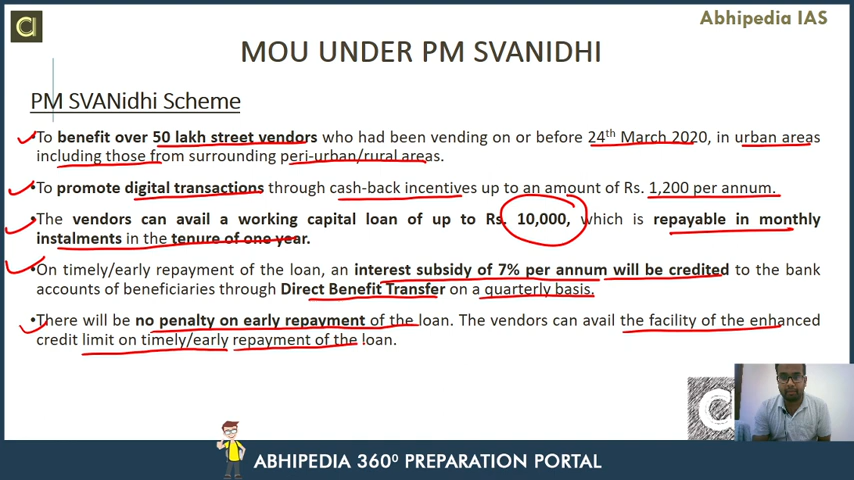 Abhipedia IAS
MOU UNDER PM SVANIDHI
PM SVANidhi Scheme
•To benefit over 50 lakh street vendors who had been vending on or before 24th March 2020, in urban areas
including those from surrounding peri-urban/rural areas.
•To promote digital transactions through cash-back incentives up to an amount of Rs. 1,200 per annum.
•The vendors can avail a working capital loan of up to Rs. 10,000, which is repayable in monthly
instalments in the tenure of one year.
•On timely/early repayment of the loan, an interest subsidy of 7% per annum will be credited to the bank
accounts of beneficiaries through Direct Benefit Transfer on a quarterly basis.
•There will be no penalty on early repayment of the loan. The vendors can avail the facility of the enhanced
credit limit on timely/early repayment of the loan.
ABHIPEDIA 360⁰ PREPARATION PORTAL